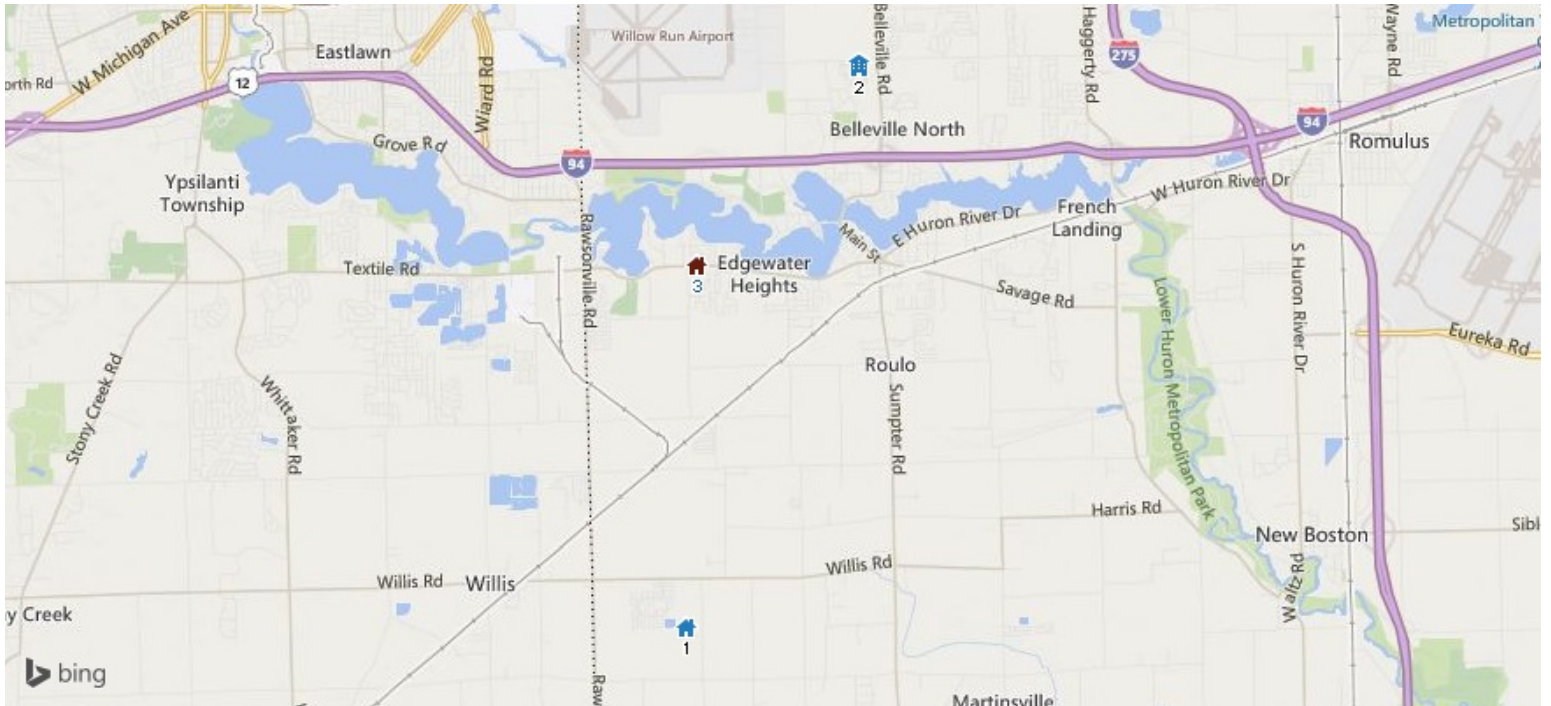 Metropolitan
Willow Run Airport
Eastlawn
W Michigan Ave
orth Rd
12
Wiard Rd
Belleville Rd
Haggerty Rd
275
Wayne Rd
2
94
Belleville North
Romulus
Grove Rd
94
Ypsilanti
Township
W Huron River Dr
French
Landing
E Huron River Dr
Main St
Rawsonville Rd
Textile Rd
3
Edgewater
Heights
Savage Rd
S Huron River Dr
Lower Huron Metropolitan Park
Eureka Rd
Stony Creek Rd
Whittaker Rd
Roulo
Sumpter Rd
Harris Rd
New Boston
Sibl
Willis Rd
Willis
Willis Rd
Waltz Rd
y Creek
1
bing
Raw
Martinsville